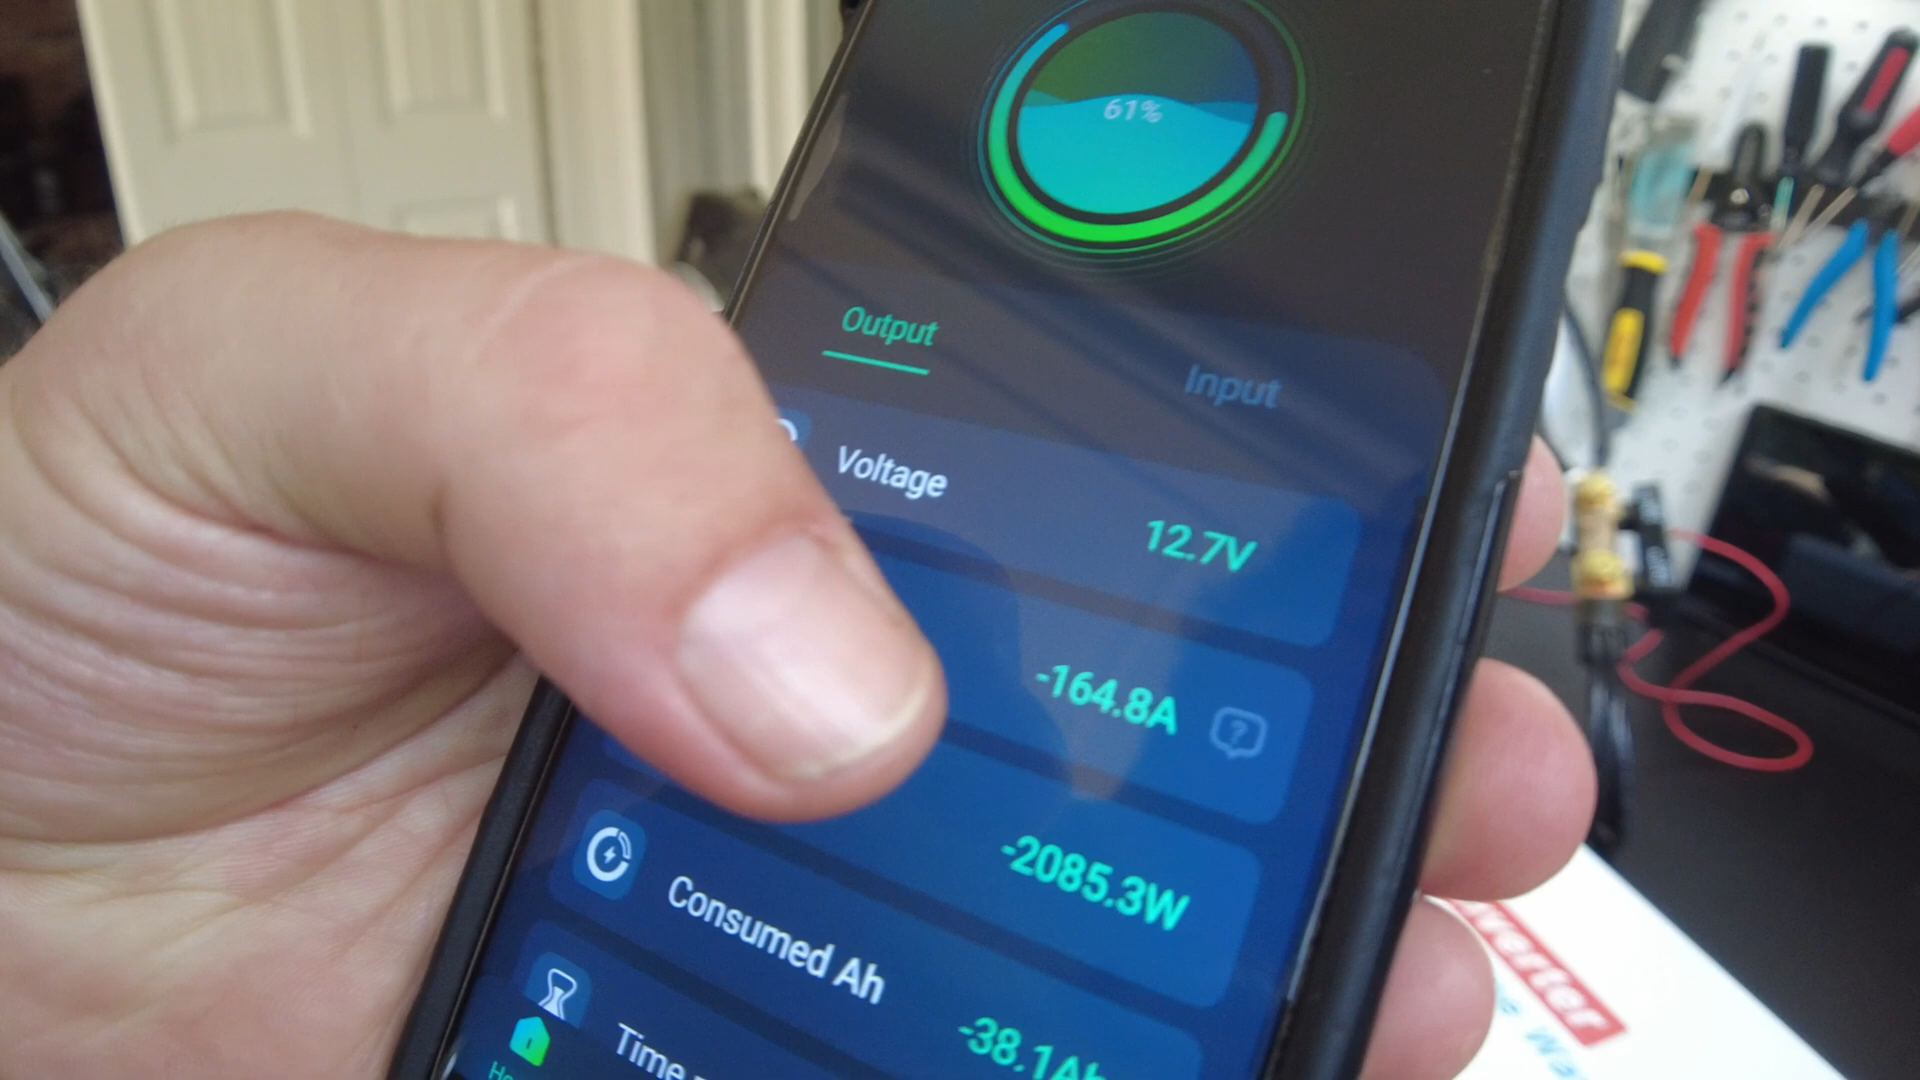 61%
Output
Input
Voltage
12.7V
-164.8A
?
-2085.3W
Consumed Ah
-38.1Ah
Time